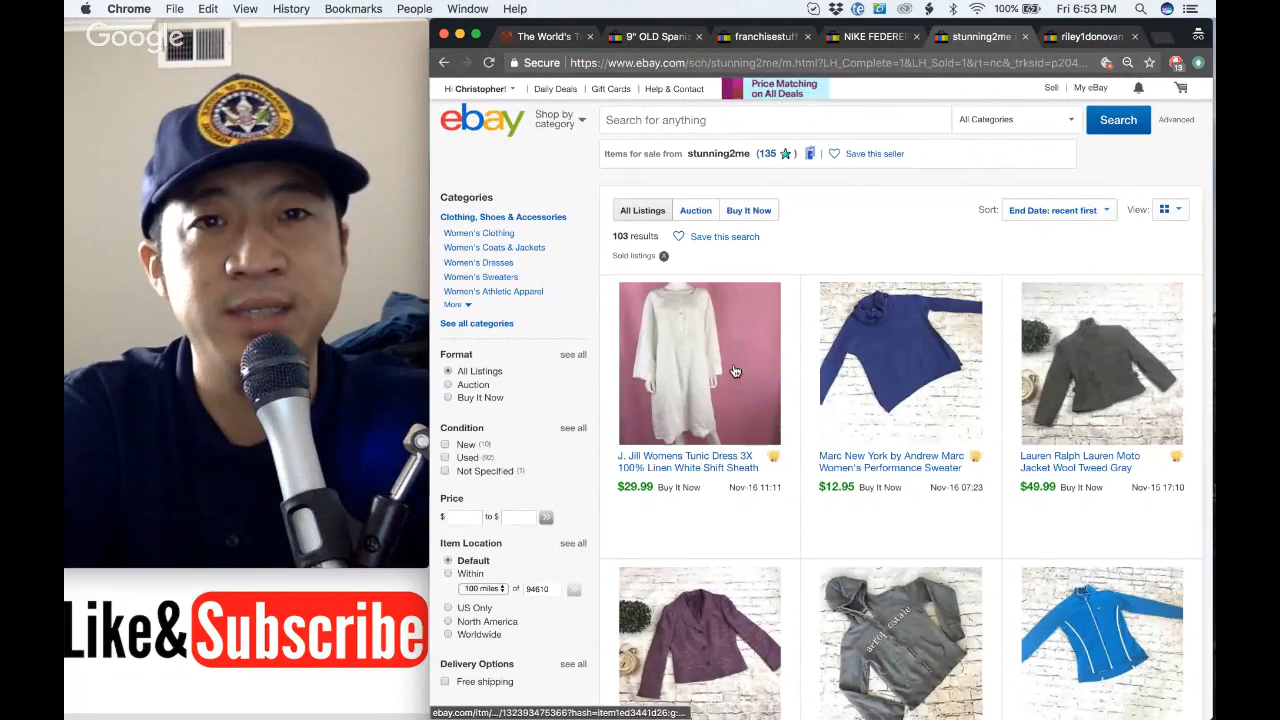 Chrome File Edit View History Bookmarks People Window Help
100% Fri 6:53 PM
Google
The World's T
9" OLD Spanis
franchisestuff
NIKE FEDERE
stunning2me
riley1donovan
Secure https://www.ebay.com/sch/stunning2me/m.html?LH_Complete=1&LH_Sold=1&rt=nc&_trksid=p204...
13
Hi Christopher! Daily Deals Gift Cards Help & Contact
Price Matching
on All Deals
Sell My eBay
ebay
Shop by
category
Search for anything
All Categories
Search
Advanced
Items for sale from stunning2me (135 ) Save this seller
Categories
Clothing, Shoes & Accessories
Women's Clothing
Women's Coats & Jackets
Women's Dresses
Women's Sweaters
Women's Athletic Apparel
More
See all categories
Format see all
All Listings
Auction
Buy It Now
Condition see all
New (10)
Used (92)
Not Specified (1)
Price
$ to $ >>
Item Location see all
Default
Within
100 miles of 94610
US Only
North America
Worldwide
Delivery Options see all
Free shipping
All Listings Auction Buy It Now
Sort: End Date: recent first View:
103 results Save this search
Sold listings
J. Jill Womens Tunic Dress 3X
100% Linen White Shift Sheath
$29.99 Buy It Now Nov-16 11:11
Marc New York by Andrew Marc
Women's Performance Sweater
$12.95 Buy It Now Nov-16 07:23
Lauren Ralph Lauren Moto
Jacket Wool Tweed Gray
$49.99 Buy It Now Nov-15 17:10
Like& Subscribe
ebay.com/itm/.../132393475366?hash=item1ed3441d26:g:...